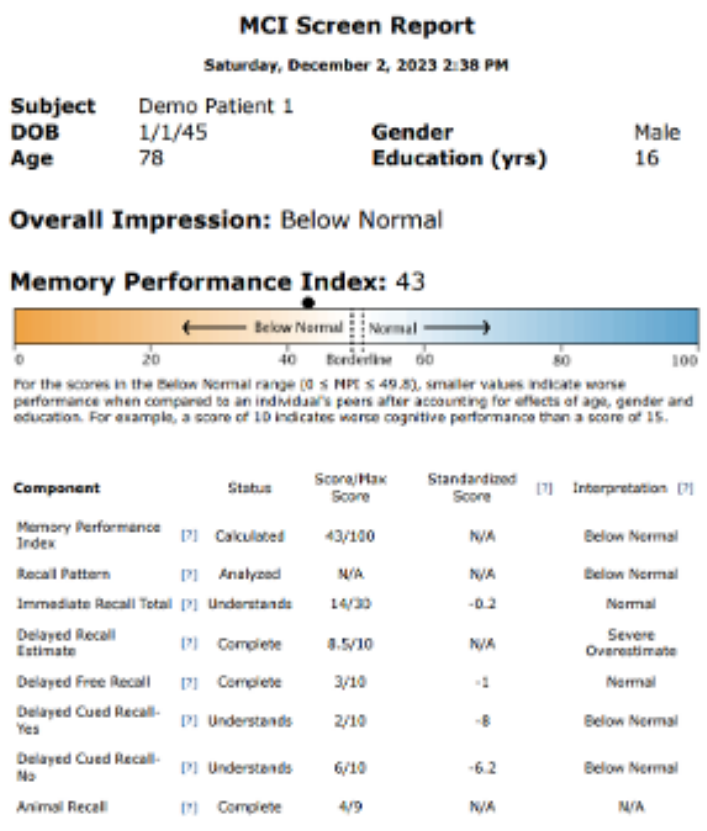 MCI Screen Report
Saturday, December 2, 2023 2:38 PM
Subject Demo Patient 1
DOB 1/1/45 Gender Male
Age 78 Education (yrs) 16
Overall Impression: Below Normal
Memory Performance Index: 43
Below Normal Normal
0 20 40 Borderline 60 80 100
For the scores in the Below Normal range (0 ≤ MPI ≤ 49.8), smaller values indicate worse
performance when compared to an individual's peers after accounting for effects of age, gender and
education. For example, a score of 10 indicates worse cognitive performance than a score of 15.
Component Status Score/Max Score Standardized Score [?] Interpretation [?]
Memory Performance Index [?] Calculated 43/100 N/A Below Normal
Recall Pattern [?] Analyzed N/A N/A Below Normal
Immediate Recall Total [?] Understands 14/30 -0.2 Normal
Delayed Recall Estimate [?] Complete 8.5/10 N/A Severe Overestimate
Delayed Free Recall [?] Complete 3/10 -1 Normal
Delayed Cued Recall-Yes [?] Understands 2/10 -8 Below Normal
Delayed Cued Recall-No [?] Understands 6/10 -6.2 Below Normal
Animal Recall [?] Complete 4/9 N/A N/A